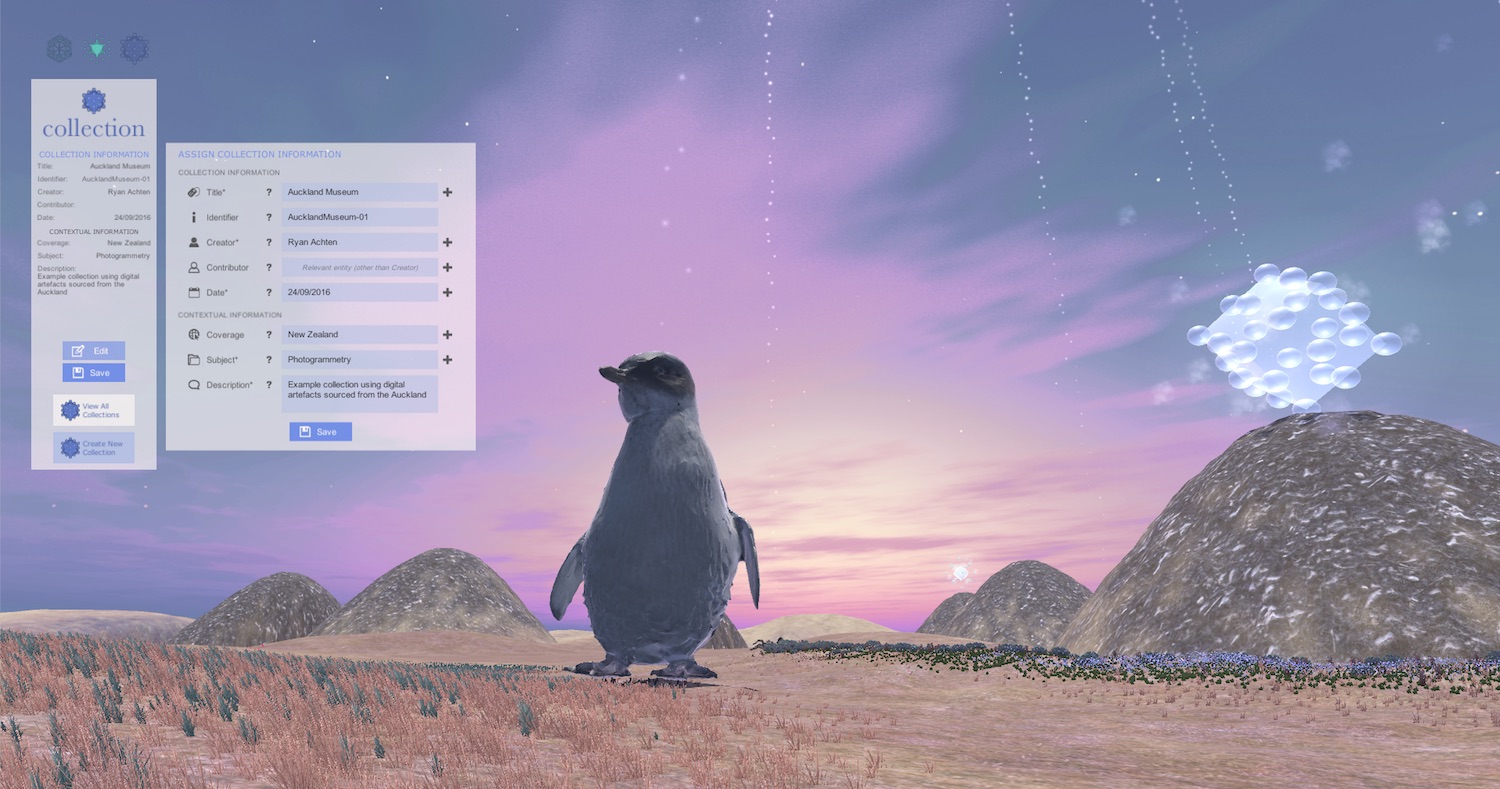 collection
COLLECTION INFORMATION
Title: Auckland Museum
Identifier: AucklandMuseum-01
Creator: Ryan Achten
Contributor:
Date: 24/09/2016
CONTEXTUAL INFORMATION
Coverage: New Zealand
Subject: Photogrammetry
Description:
Example collection using digital
artefacts sourced from the
Auckland
Edit
Save
View All
Collections
Create New
Collection
ASSIGN COLLECTION INFORMATION
COLLECTION INFORMATION
Title* ? Auckland Museum +
Identifier ? AucklandMuseum-01
Creator* ? Ryan Achten +
Contributor ? Relevant entity (other than Creator) +
Date* ? 24/09/2016 +
CONTEXTUAL INFORMATION
Coverage ? New Zealand +
Subject* ? Photogrammetry +
Description* ? Example collection using digital
artefacts sourced from the Auckland
Save